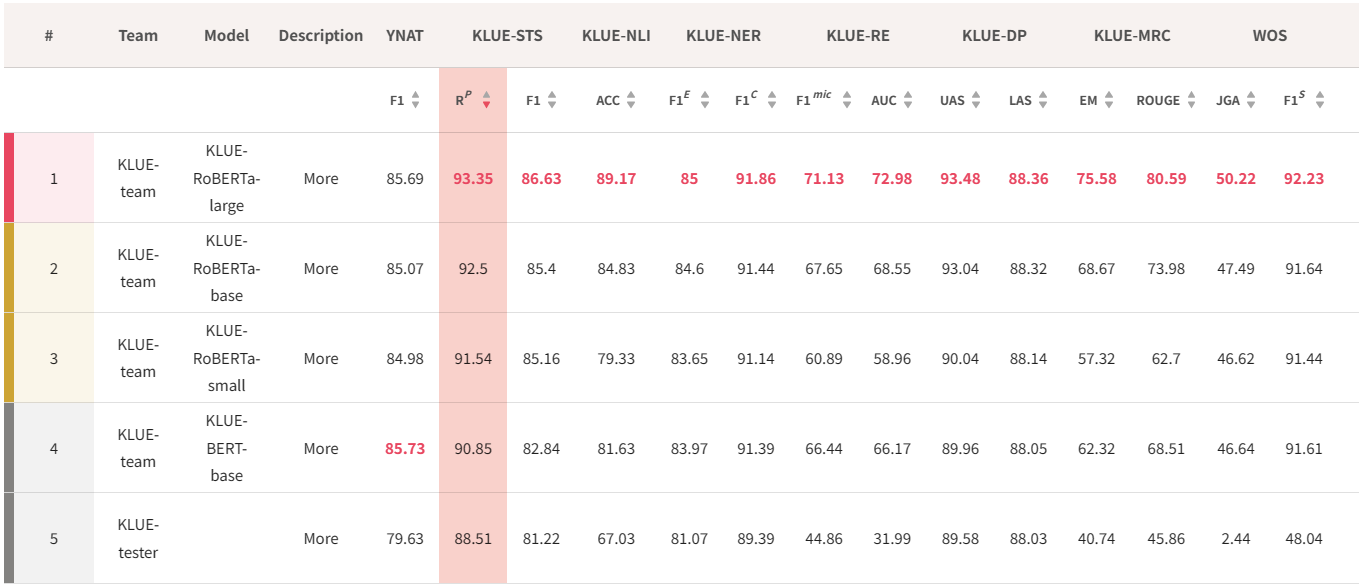 # Team Model Description YNAT KLUE-STS KLUE-NLI KLUE-NER KLUE-RE KLUE-DP KLUE-MRC WOS
F1 R^P F1 ACC F1^E F1^C F1^mic AUC UAS LAS EM ROUGE JGA F1^S
1 KLUE-team KLUE-RoBERTa-large More 85.69 93.35 86.63 89.17 85 91.86 71.13 72.98 93.48 88.36 75.58 80.59 50.22 92.23
2 KLUE-team KLUE-RoBERTa-base More 85.07 92.5 85.4 84.83 84.6 91.44 67.65 68.55 93.04 88.32 68.67 73.98 47.49 91.64
3 KLUE-team KLUE-RoBERTa-small More 84.98 91.54 85.16 79.33 83.65 91.14 60.89 58.96 90.04 88.14 57.32 62.7 46.62 91.44
4 KLUE-team KLUE-BERT-base More 85.73 90.85 82.84 81.63 83.97 91.39 66.44 66.17 89.96 88.05 62.32 68.51 46.64 91.61
5 KLUE-tester More 79.63 88.51 81.22 67.03 81.07 89.39 44.86 31.99 89.58 88.03 40.74 45.86 2.44 48.04